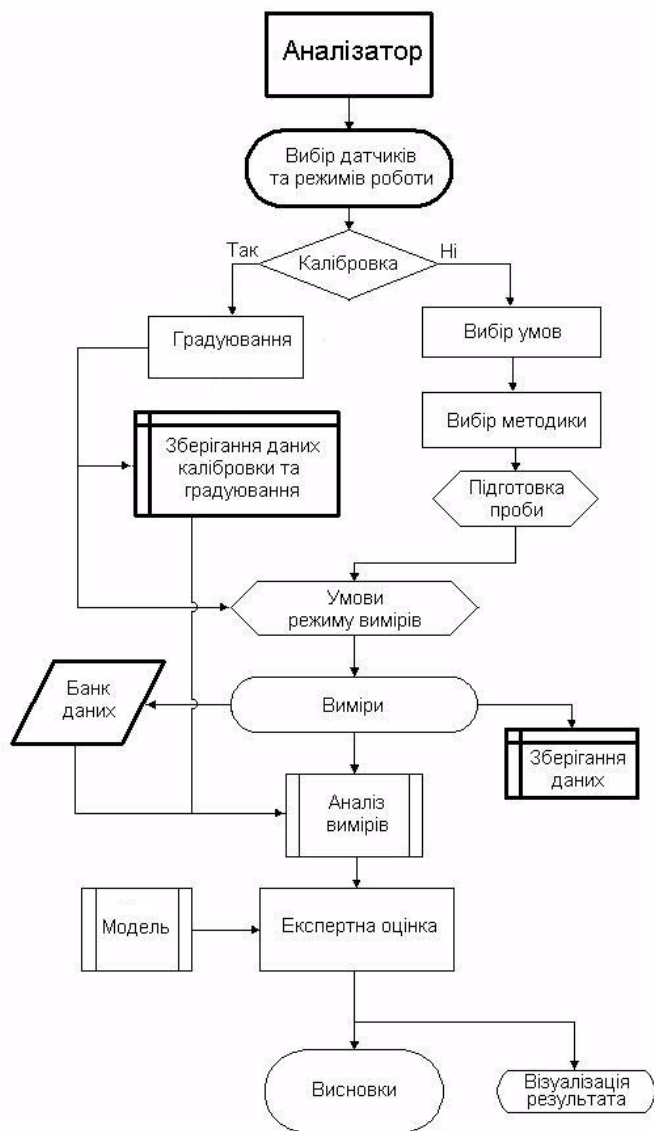 Аналізатор
Вибір датчиків
та режимів роботи
Так
Калібровка
Ні
Градуювання
Вибір умов
Вибір методики
Зберігання даних
калібровки та
градуювання
Підготовка
проби
Умови
режиму вимірів
Банк
даних
Виміри
Зберігання
даних
Аналіз
вимірів
Модель
Експертна оцінка
Висновки
Візуалізація
результата